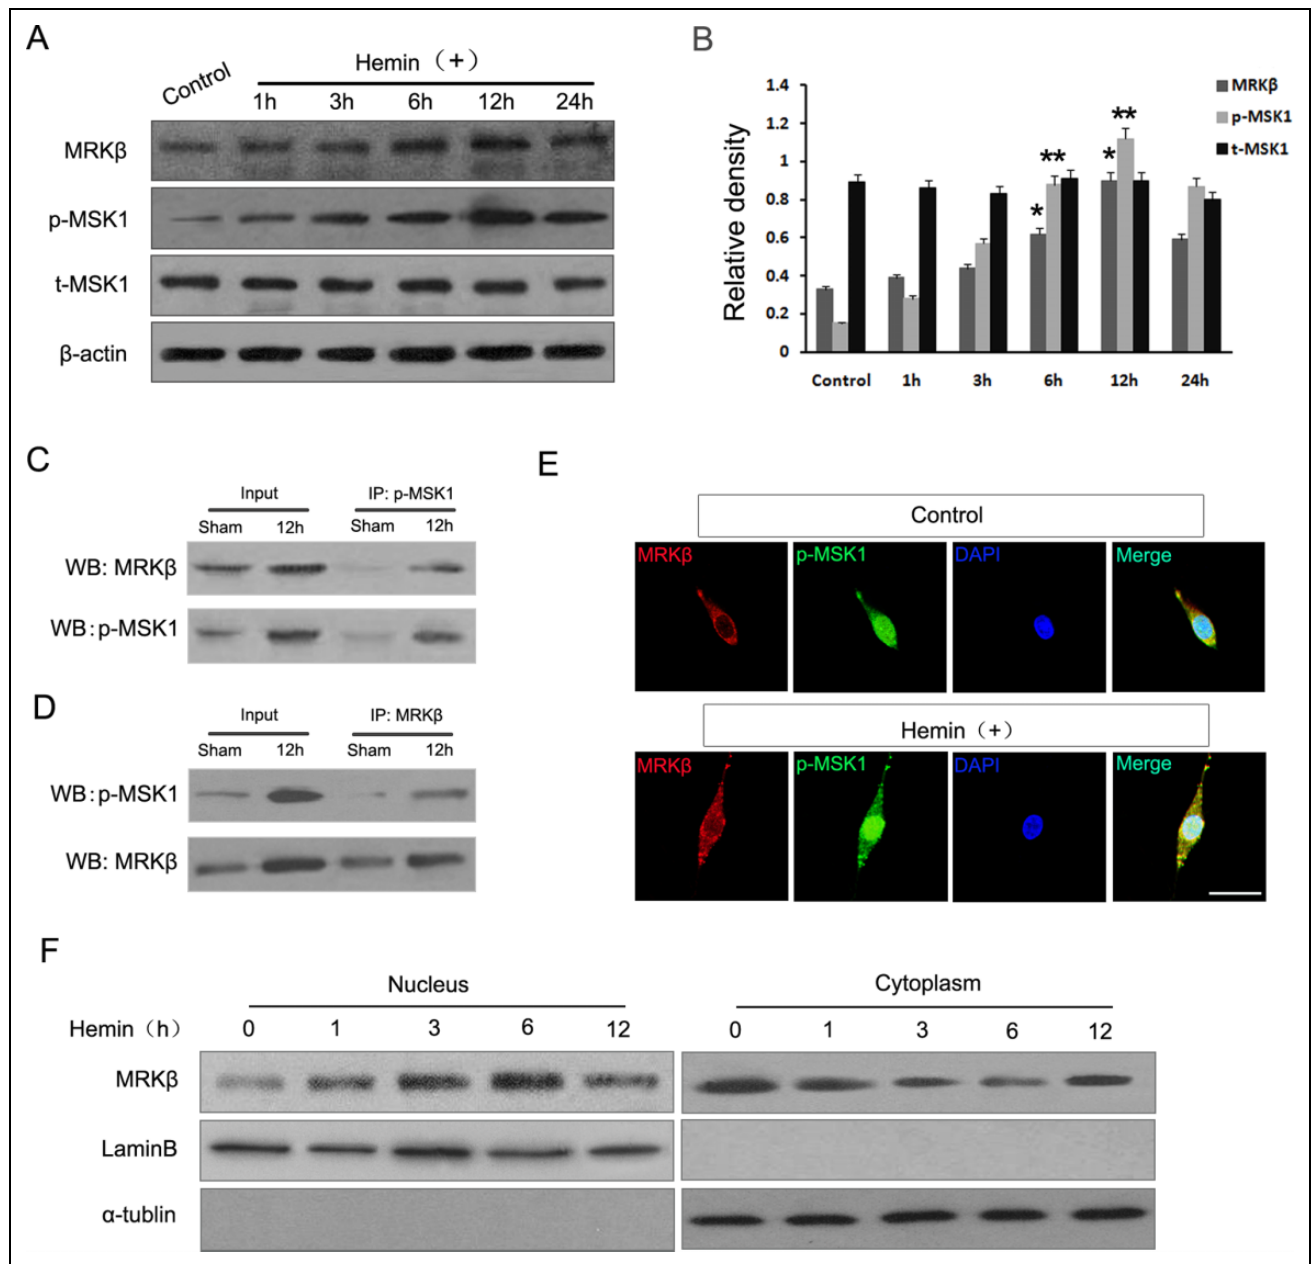 A
Control
Hemin（+）
1h 3h 6h 12h 24h
MRKβ
p-MSK1
t-MSK1
β-actin
B
Relative density
1.4
1.2
1
0.8
0.6
0.4
0.2
0
* ** * **
MRKβ
p-MSK1
t-MSK1
Control 1h 3h 6h 12h 24h
C
Input IP: p-MSK1
Sham 12h Sham 12h
WB: MRKβ
WB: p-MSK1
D
Input IP: MRKβ
Sham 12h Sham 12h
WB: p-MSK1
WB: MRKβ
E
Control
MRKβ p-MSK1 DAPI Merge
Hemin（+）
MRKβ p-MSK1 DAPI Merge
F
Nucleus Cytoplasm
Hemin（h） 0 1 3 6 12 0 1 3 6 12
MRKβ
LaminB
α-tublin